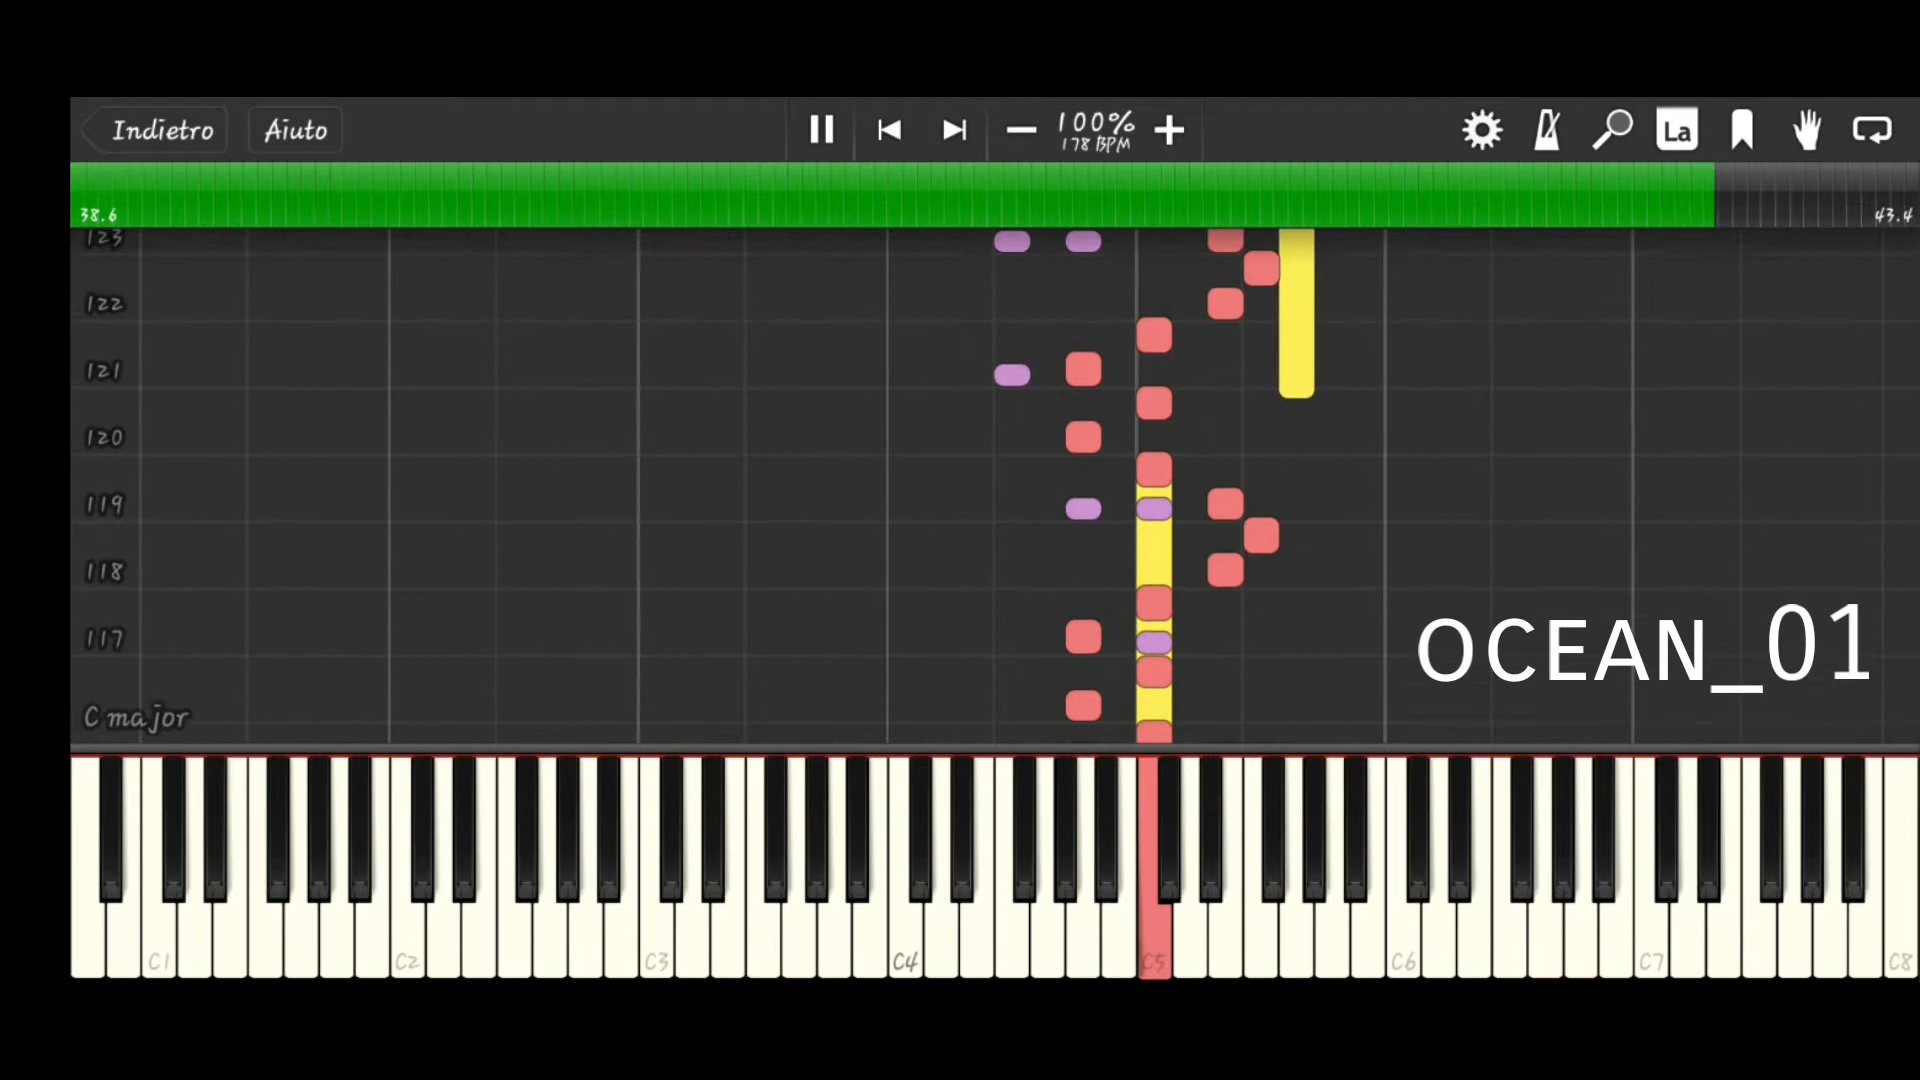 Indietro Aiuto 100% La
178 BPM
38.6 43.4
123
122
121
120
119
118
OCEAN_01
117
C major
C1 C2 C3 C4 C5 C6 C7 C8